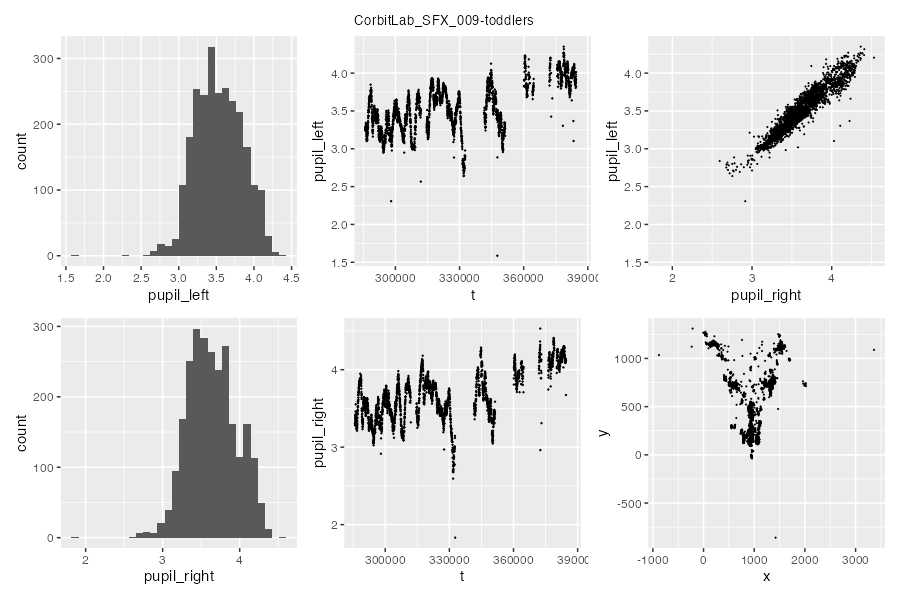 CorbitLab_SFX_009-toddlers
count
300
200
100
0
1.5 2.0 2.5 3.0 3.5 4.0 4.5
pupil_left
pupil_left
4.0
3.5
3.0
2.5
2.0
1.5
300000 330000 360000 390000
t
pupil_left
4.0
3.5
3.0
2.5
2.0
1.5
2 3 4
pupil_right
count
300
200
100
0
2 3 4
pupil_right
pupil_right
4
3
2
300000 330000 360000 39000
t
y
1000
500
0
-500
-1000 0 1000 2000 3000
x